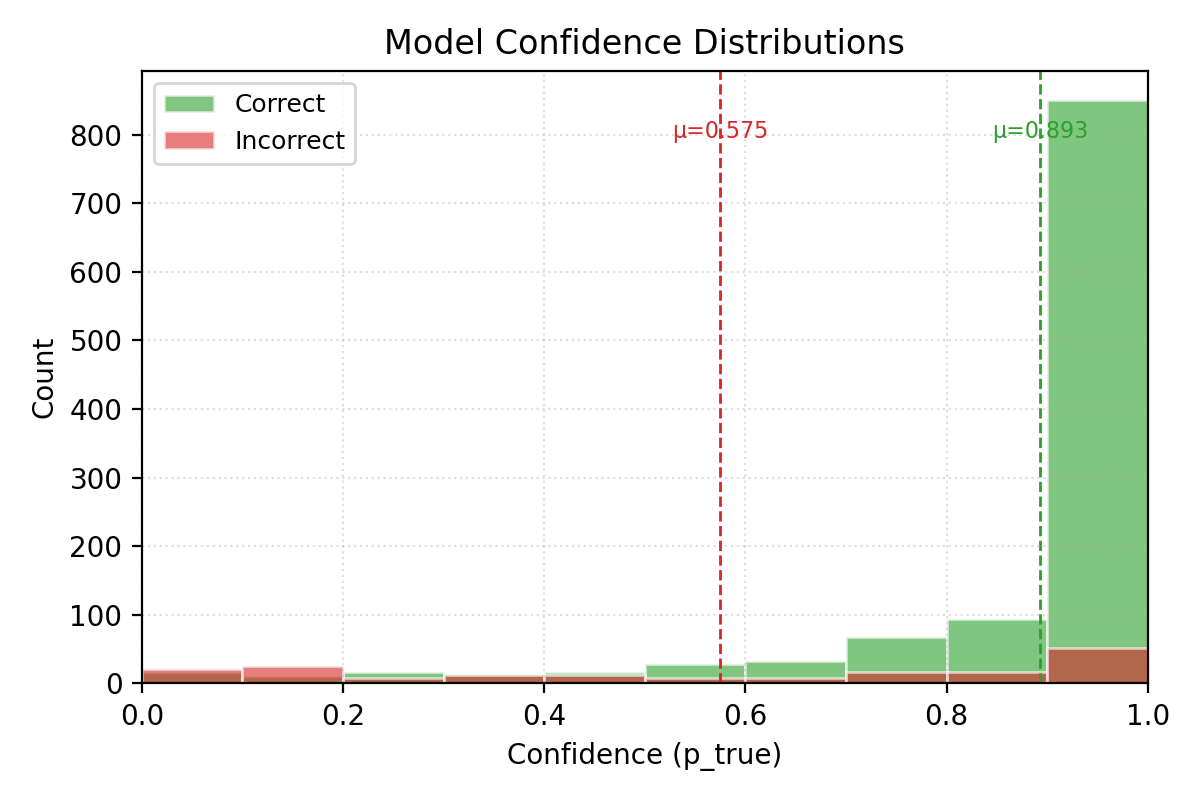 Model Confidence Distributions
Correct
Incorrect
μ=0.575
μ=0.893
800
700
600
500
400
300
200
100
0
Count
0.0
0.2
0.4
0.6
0.8
1.0
Confidence (p_true)